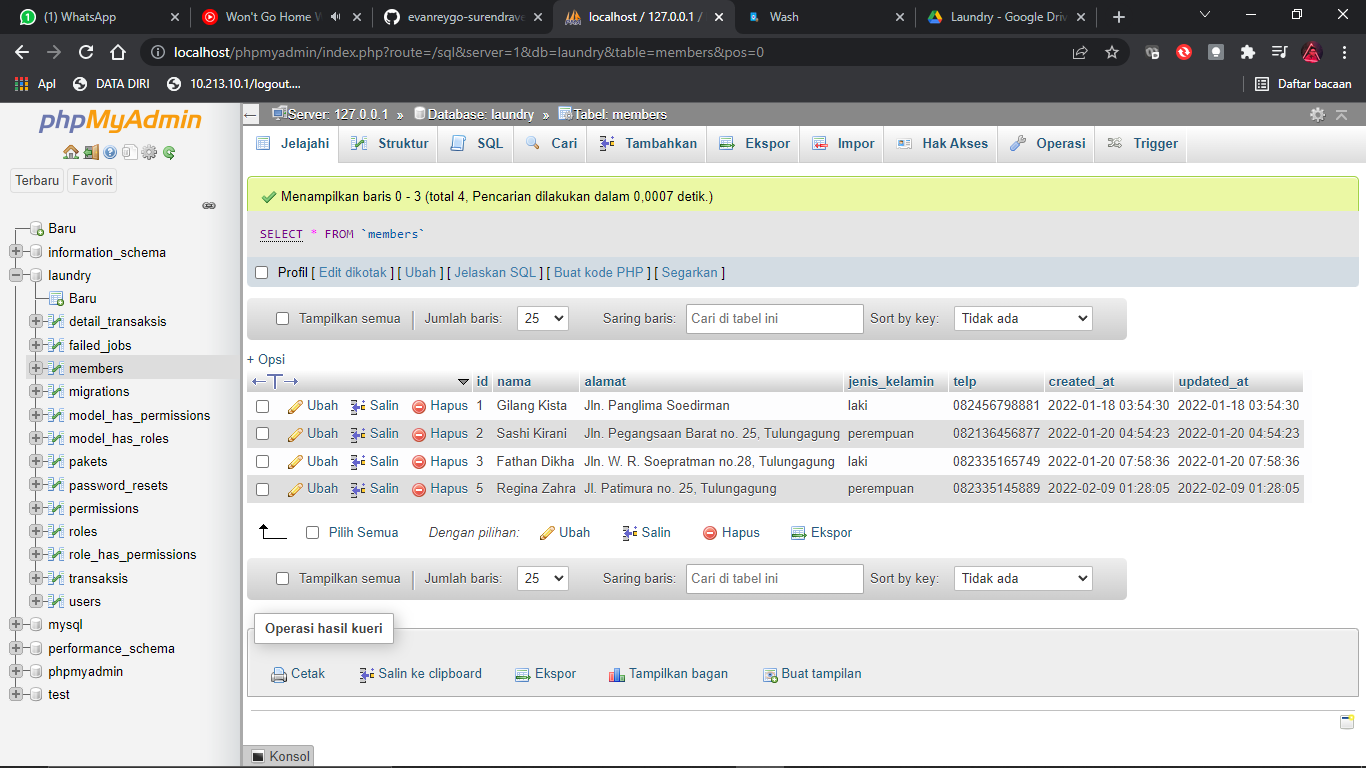 (1) WhatsApp
Won't Go Home W
evanreygo-surendrave
localhost / 127.0.0.1 /
Wash
Laundry - Google Driv
localhost/phpmyadmin/index.php?route=/sql&server=1&db=laundry&table=members&pos=0
Apl
DATA DIRI
10.213.10.1/logout....
Daftar bacaan
phpMyAdmin
Terbaru
Favorit
Baru
information_schema
laundry
Baru
detail_transaksis
failed_jobs
members
migrations
model_has_permissions
model_has_roles
pakets
password_resets
permissions
roles
role_has_permissions
transaksis
users
mysql
performance_schema
phpmyadmin
test
Server: 127.0.0.1 » Database: laundry » Tabel: members
Jelajahi
Struktur
SQL
Cari
Tambahkan
Ekspor
Impor
Hak Akses
Operasi
Trigger
Menampilkan baris 0 - 3 (total 4, Pencarian dilakukan dalam 0,0007 detik.)
SELECT * FROM `members`
Profil [ Edit dikotak ] [ Ubah ] [ Jelaskan SQL ] [ Buat kode PHP ] [ Segarkan ]
Tampilkan semua | Jumlah baris: 25 Saring baris: Cari di tabel ini Sort by key: Tidak ada
+ Opsi
←T→ id nama alamat jenis_kelamin telp created_at updated_at
Ubah Salin Hapus 1 Gilang Kista Jln. Panglima Soedirman laki 082456798881 2022-01-18 03:54:30 2022-01-18 03:54:30
Ubah Salin Hapus 2 Sashi Kirani Jln. Pegangsaan Barat no. 25, Tulungagung perempuan 082136456877 2022-01-20 04:54:23 2022-01-20 04:54:23
Ubah Salin Hapus 3 Fathan Dikha Jln. W. R. Soepratman no.28, Tulungagung laki 082335165749 2022-01-20 07:58:36 2022-01-20 07:58:36
Ubah Salin Hapus 5 Regina Zahra Jl. Patimura no. 25, Tulungagung perempuan 082335145889 2022-02-09 01:28:05 2022-02-09 01:28:05
Pilih Semua Dengan pilihan: Ubah Salin Hapus Ekspor
Tampilkan semua | Jumlah baris: 25 Saring baris: Cari di tabel ini Sort by key: Tidak ada
Operasi hasil kueri
Cetak Salin ke clipboard Ekspor Tampilkan bagan Buat tampilan
Konsol